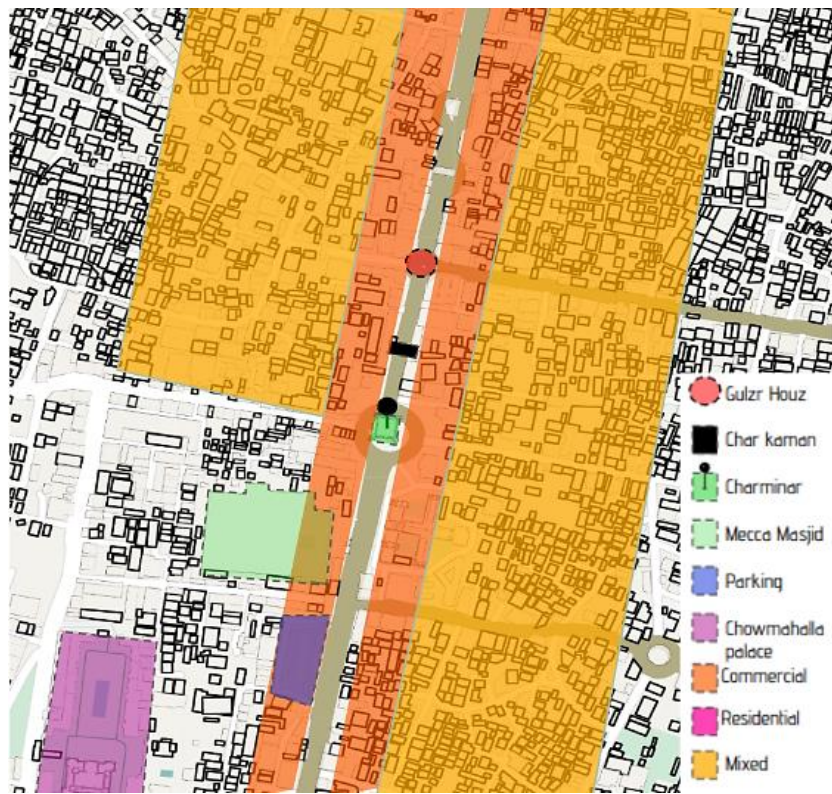 Gulzr Houz
Char kaman
Charminar
Mecca Masjid
Parking
Chowmahalla
palace
Commercial
Residential
Mixed